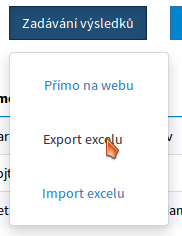 Zadávání výsledků
Přímo na webu
Export excelu
Import excelu